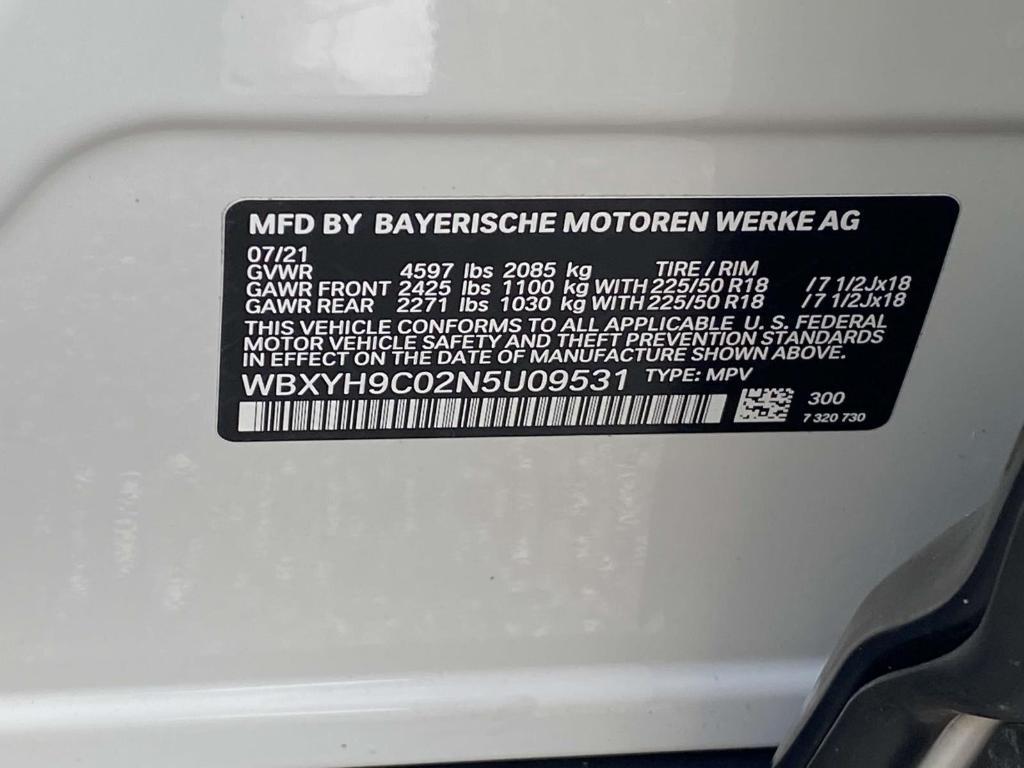 MFD BY BAYERISCHE MOTOREN WERKE AG
07/21
GVWR 4597 lbs 2085 kg TIRE / RIM
GAWR FRONT 2425 lbs 1100 kg WITH 225/50 R18 / 7 1/2Jx18
GAWR REAR 2271 lbs 1030 kg WITH 225/50 R18 / 7 1/2Jx18
THIS VEHICLE CONFORMS TO ALL APPLICABLE U. S. FEDERAL
MOTOR VEHICLE SAFETY AND THEFT PREVENTION STANDARDS
IN EFFECT ON THE DATE OF MANUFACTURE SHOWN ABOVE.
WBXYH9C02N5U09531 TYPE: MPV
300
7 320 730